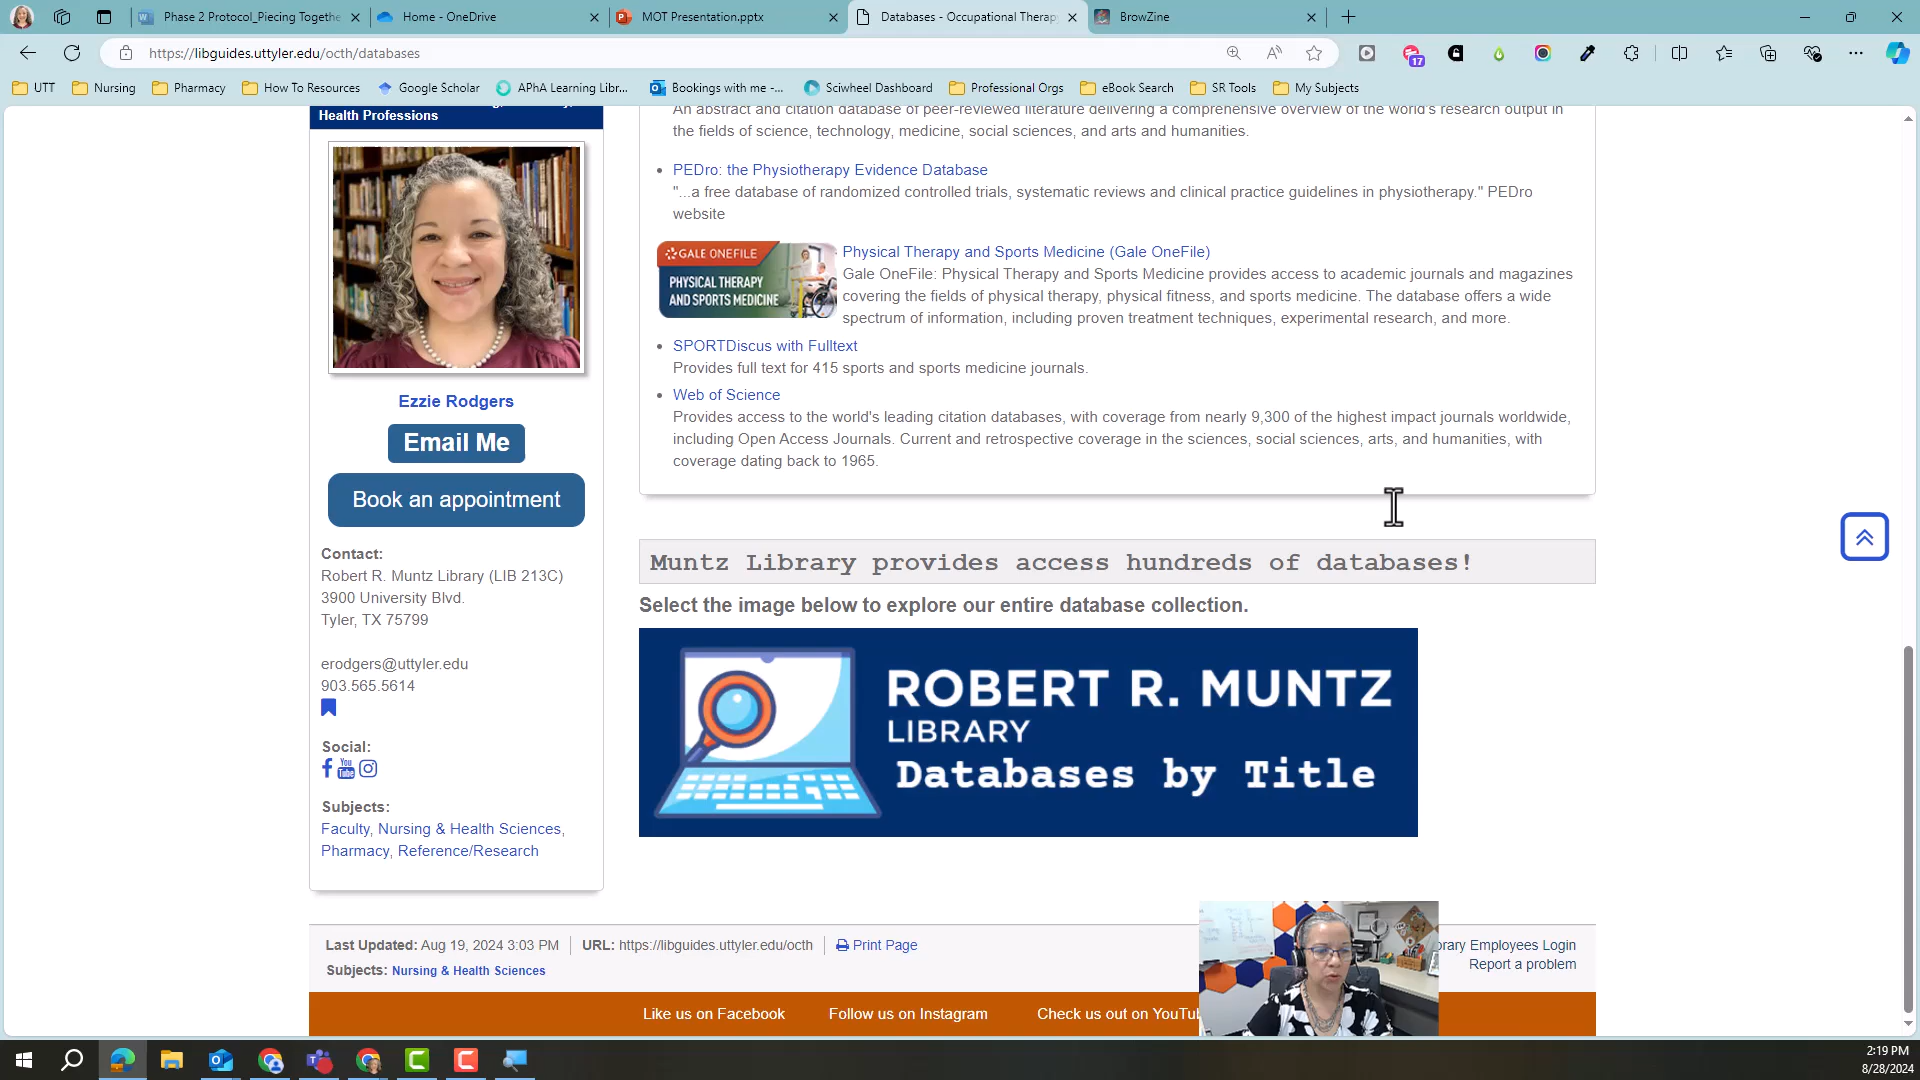 Phase 2 Protocol_Piecing Togethe
Home - OneDrive
MOT Presentation.pptx
Databases - Occupational Therap
BrowZine
https://libguides.uttyler.edu/octh/databases
17
UTT
Nursing
Pharmacy
How To Resources
Google Scholar
APhA Learning Libr...
Bookings with me -...
Sciwheel Dashboard
Professional Orgs
eBook Search
SR Tools
My Subjects
Health Professions
Ezzie Rodgers
Email Me
Book an appointment
Contact:
Robert R. Muntz Library (LIB 213C)
3900 University Blvd.
Tyler, TX 75799
erodgers@uttyler.edu
903.565.5614
Social:
You
Tube
Subjects:
Faculty, Nursing & Health Sciences,
Pharmacy, Reference/Research
An abstract and citation database of peer-reviewed literature delivering a comprehensive overview of the world's research output in
the fields of science, technology, medicine, social sciences, and arts and humanities.
PEDro: the Physiotherapy Evidence Database
"...a free database of randomized controlled trials, systematic reviews and clinical practice guidelines in physiotherapy." PEDro
website
GALE ONEFILE
PHYSICAL THERAPY
AND SPORTS MEDICINE
Physical Therapy and Sports Medicine (Gale OneFile)
Gale OneFile: Physical Therapy and Sports Medicine provides access to academic journals and magazines
covering the fields of physical therapy, physical fitness, and sports medicine. The database offers a wide
spectrum of information, including proven treatment techniques, experimental research, and more.
SPORTDiscus with Fulltext
Provides full text for 415 sports and sports medicine journals.
Web of Science
Provides access to the world's leading citation databases, with coverage from nearly 9,300 of the highest impact journals worldwide,
including Open Access Journals. Current and retrospective coverage in the sciences, social sciences, arts, and humanities, with
coverage dating back to 1965.
Muntz Library provides access hundreds of databases!
Select the image below to explore our entire database collection.
ROBERT R. MUNTZ
LIBRARY
Databases by Title
Last Updated: Aug 19, 2024 3:03 PM
URL: https://libguides.uttyler.edu/octh
Print Page
Subjects: Nursing & Health Sciences
Employees Login
Report a problem
Like us on Facebook
Follow us on Instagram
Check us out on YouTu
2:19 PM
8/28/2024